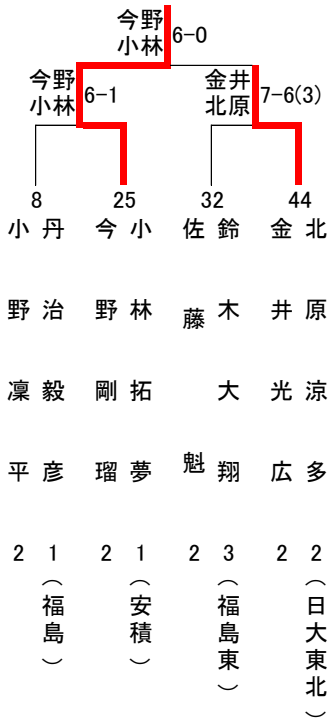 今野
小林
6-0
今野
小林
6-1
金井
北原
7-6(3)
8
25
32
44
小野凜平 2
丹治毅彦 1
（福島）
今野剛瑠 2
小林拓夢 1
（安積）
佐藤魁 2
鈴木大翔 3
（福島東）
金井光広 2
北原涼多 2
（日大東北）